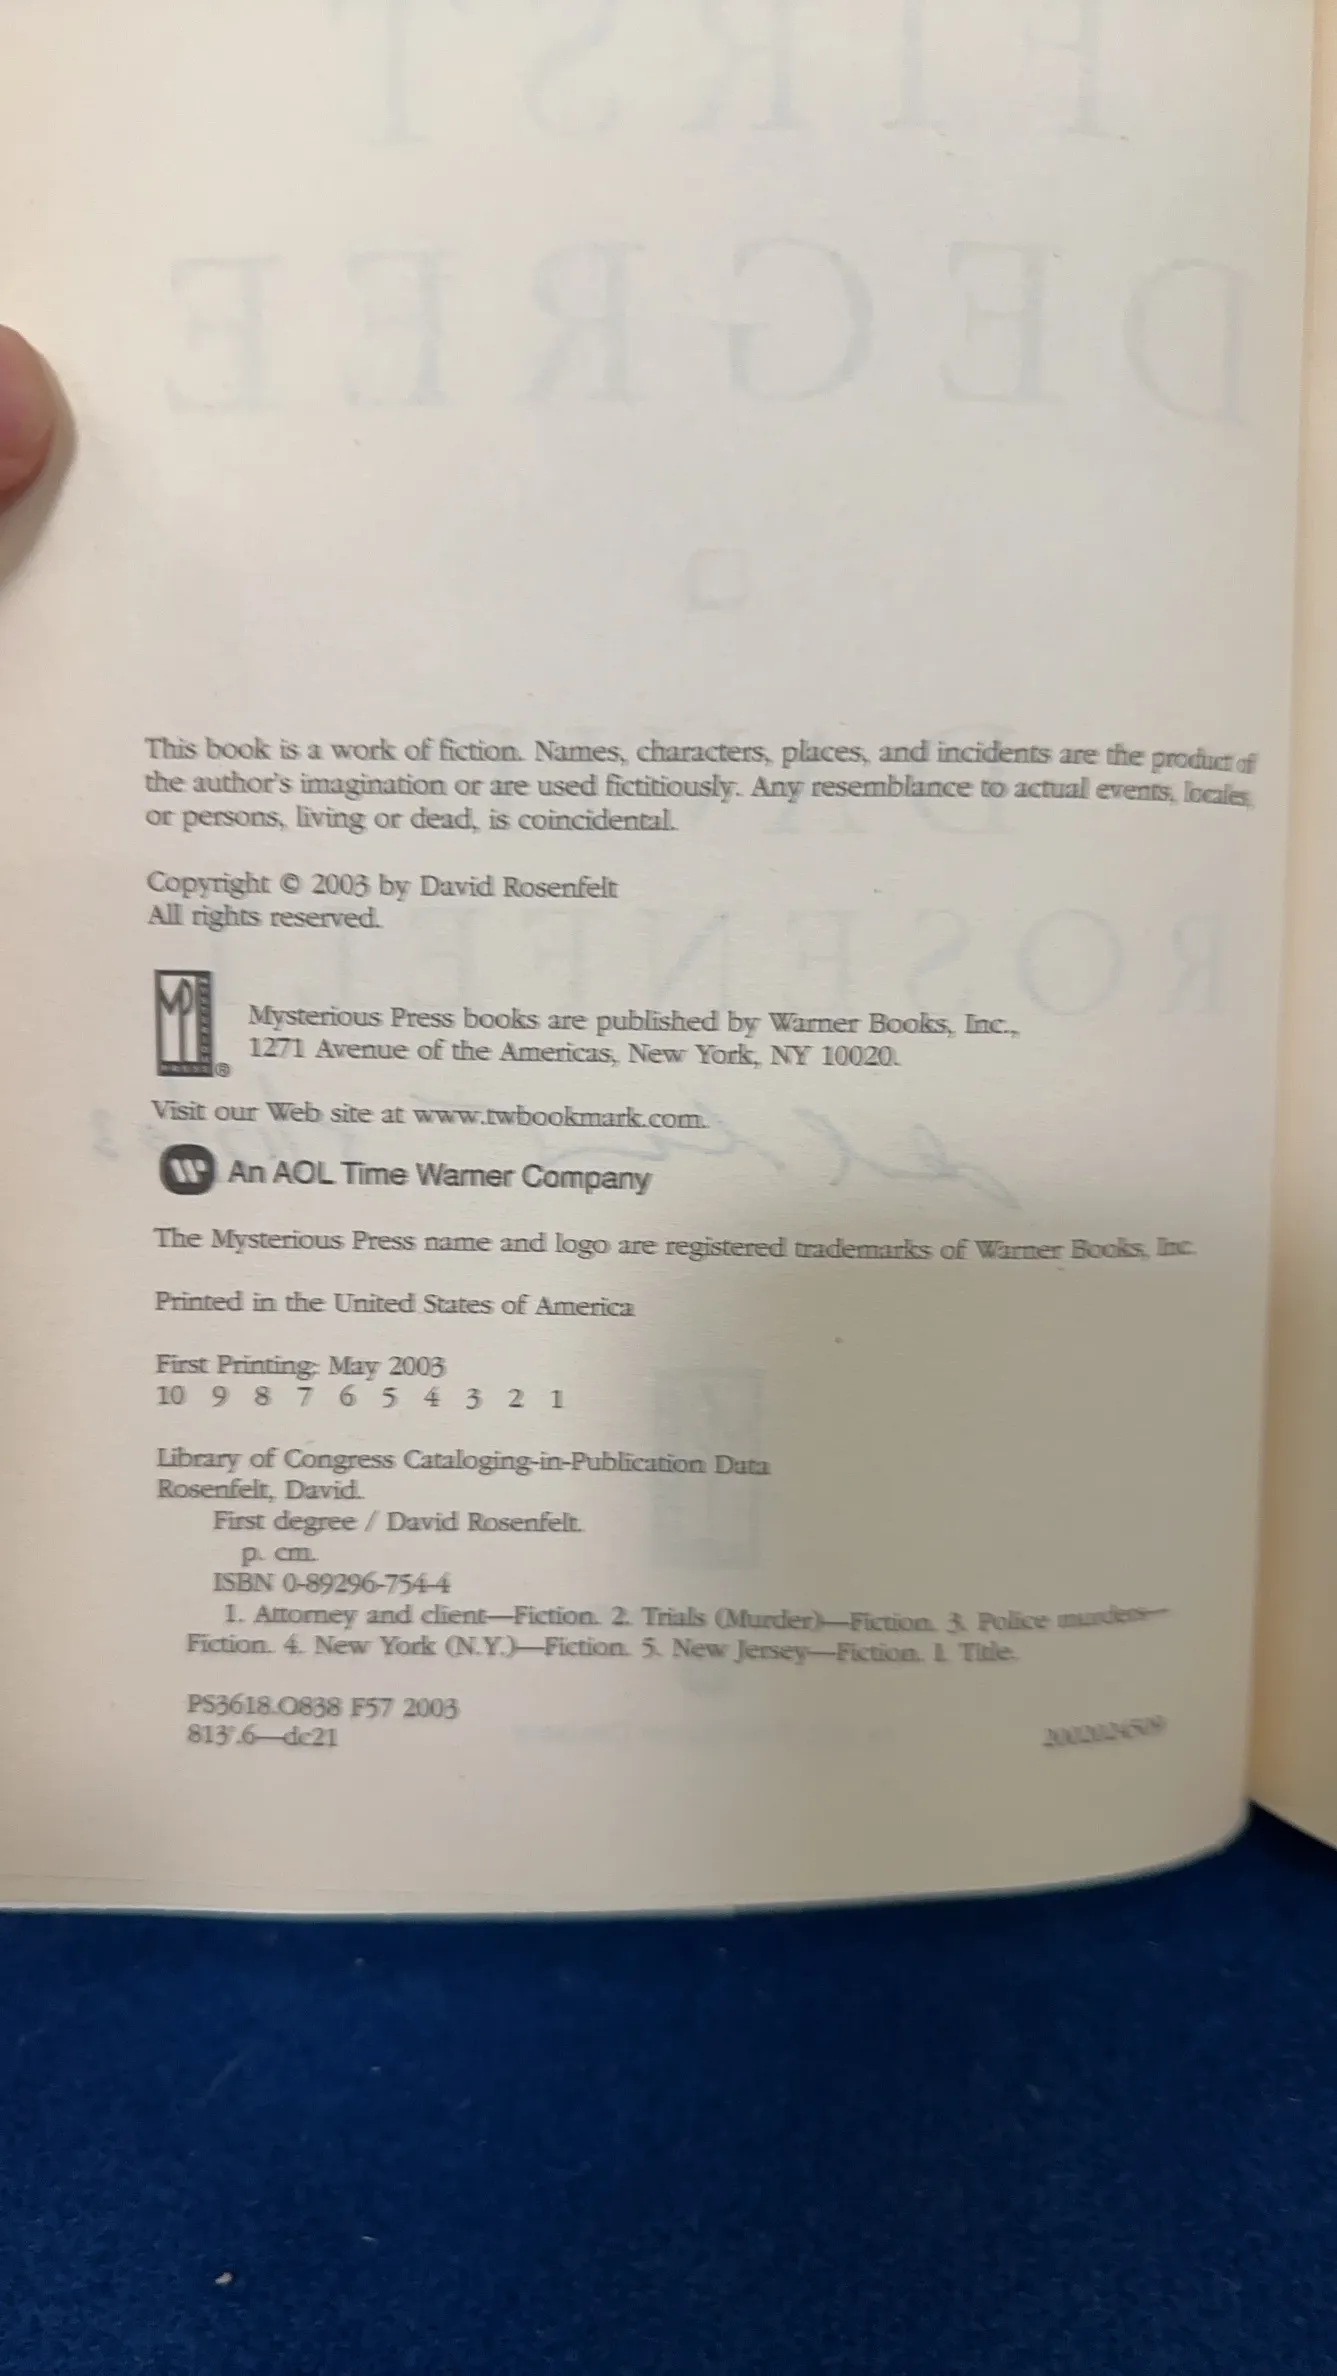 FIRST
DEGREE
DAVID
ROSENFELT
This book is a work of fiction. Names, characters, places, and incidents are the product of
the author's imagination or are used fictitiously. Any resemblance to actual events, locales,
or persons, living or dead, is coincidental.
Copyright © 2003 by David Rosenfelt
All rights reserved.
Mysterious Press books are published by Warner Books, Inc.,
1271 Avenue of the Americas, New York, NY 10020.
Visit our Web site at www.twbookmark.com.
An AOL Time Warner Company
The Mysterious Press name and logo are registered trademarks of Warner Books, Inc.
Printed in the United States of America
First Printing: May 2003
10 9 8 7 6 5 4 3 2 1
Library of Congress Cataloging-in-Publication Data
Rosenfelt, David.
First degree / David Rosenfelt.
p. cm.
ISBN 0-89296-754-4
1. Attorney and client—Fiction. 2. Trials (Murder)—Fiction. 3. Police murders—
Fiction. 4. New York (N.Y.)—Fiction. 5. New Jersey—Fiction. I. Title.
PS3618.O838 F57 2003
813'.6—dc21
2002024509